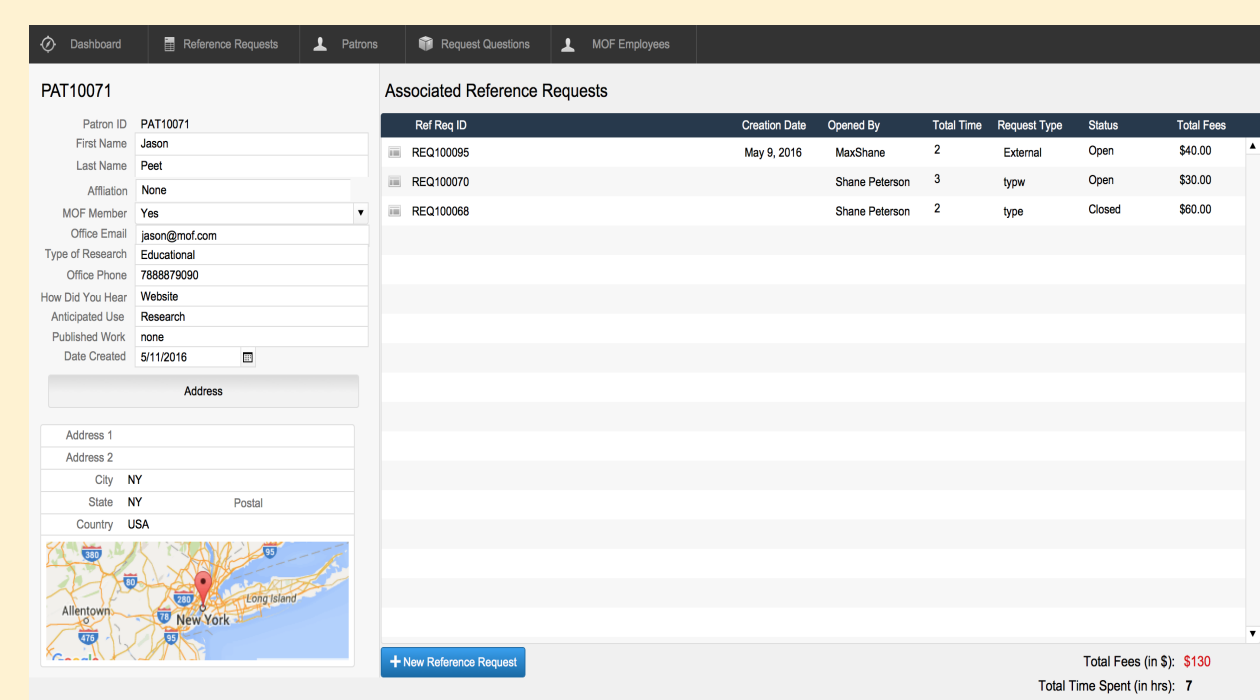 Dashboard Reference Requests Patrons Request Questions MOF Employees
PAT10071
Patron ID PAT10071
First Name Jason
Last Name Peet
Affliation None
MOF Member Yes
Office Email jason@mof.com
Type of Research Educational
Office Phone 7888879090
How Did You Hear Website
Anticipated Use Research
Published Work none
Date Created 5/11/2016
Address
Address 1
Address 2
City NY
State NY Postal
Country USA
380
95
80
280
Long Island
Allentown
78
New York
476
95
Google
Associated Reference Requests
Ref Req ID Creation Date Opened By Total Time Request Type Status Total Fees
REQ100095 May 9, 2016 MaxShane 2 External Open $40.00
REQ100070 Shane Peterson 3 typw Open $30.00
REQ100068 Shane Peterson 2 type Closed $60.00
New Reference Request
Total Fees (in $): $130
Total Time Spent (in hrs): 7